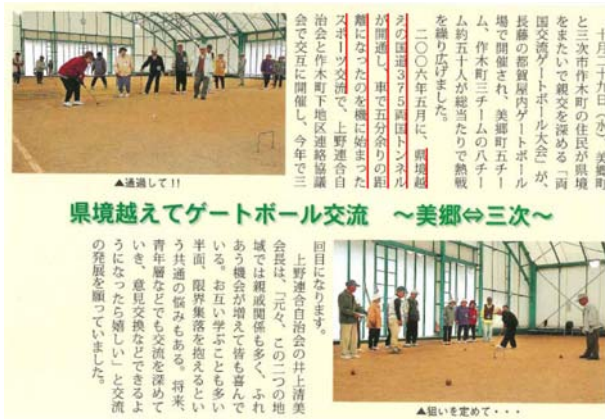 十月二十九日(水)、美郷町
と三次市作木町の住民が県境
をまたいで親交を深める「両
国交流ゲートボール大会」が、
長藤の都賀屋内ゲートボール
場で開催され、美郷町五チー
ム、作木町三チームの八チー
ム約五十人が総当たりで熱戦
を繰り広げました。
二〇〇六年五月に、県境越
えの国道375両国トンネル
が開通し、車で五分余りの距
離になったのを機に始まった
スポーツ交流で、上野連合自
治会と作木町下地区連絡協議
会で交互に開催し、今年で三
▲通過して!!
県境越えてゲートボール交流 ～美郷⇔三次～
回目になります。
上野連合自治会の井上清美
会長は、「元々、この二つの地
域では親戚関係も多く、ふれ
あう機会が増えて皆も喜んで
いる。お互い学ぶことも多い
半面、限界集落を抱えるとい
う共通の悩みもある。将来、
青年層などでも交流を深めて
いき、意見交換などできるよ
うになったら嬉しい」と交流
の発展を願っていました。
▲狙いを定めて・・・